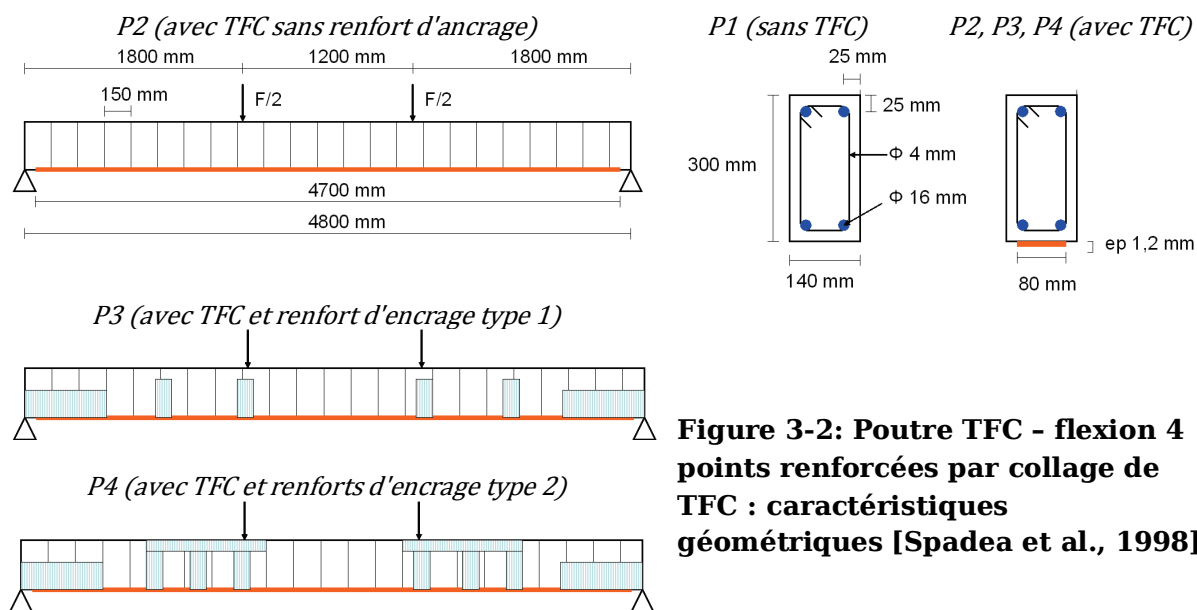 P2 (avec TFC sans renfort d'ancrage)
1800 mm 1200 mm 1800 mm
150 mm
F/2 F/2
4700 mm
4800 mm
P1 (sans TFC) P2, P3, P4 (avec TFC)
25 mm
25 mm
300 mm
Φ 4 mm
Φ 16 mm
140 mm
ep 1,2 mm
80 mm
P3 (avec TFC et renfort d'encrage type 1)
P4 (avec TFC et renforts d'encrage type 2)
Figure 3-2: Poutre TFC – flexion 4
points renforcées par collage de
TFC : caractéristiques
géométriques [Spadea et al., 1998]